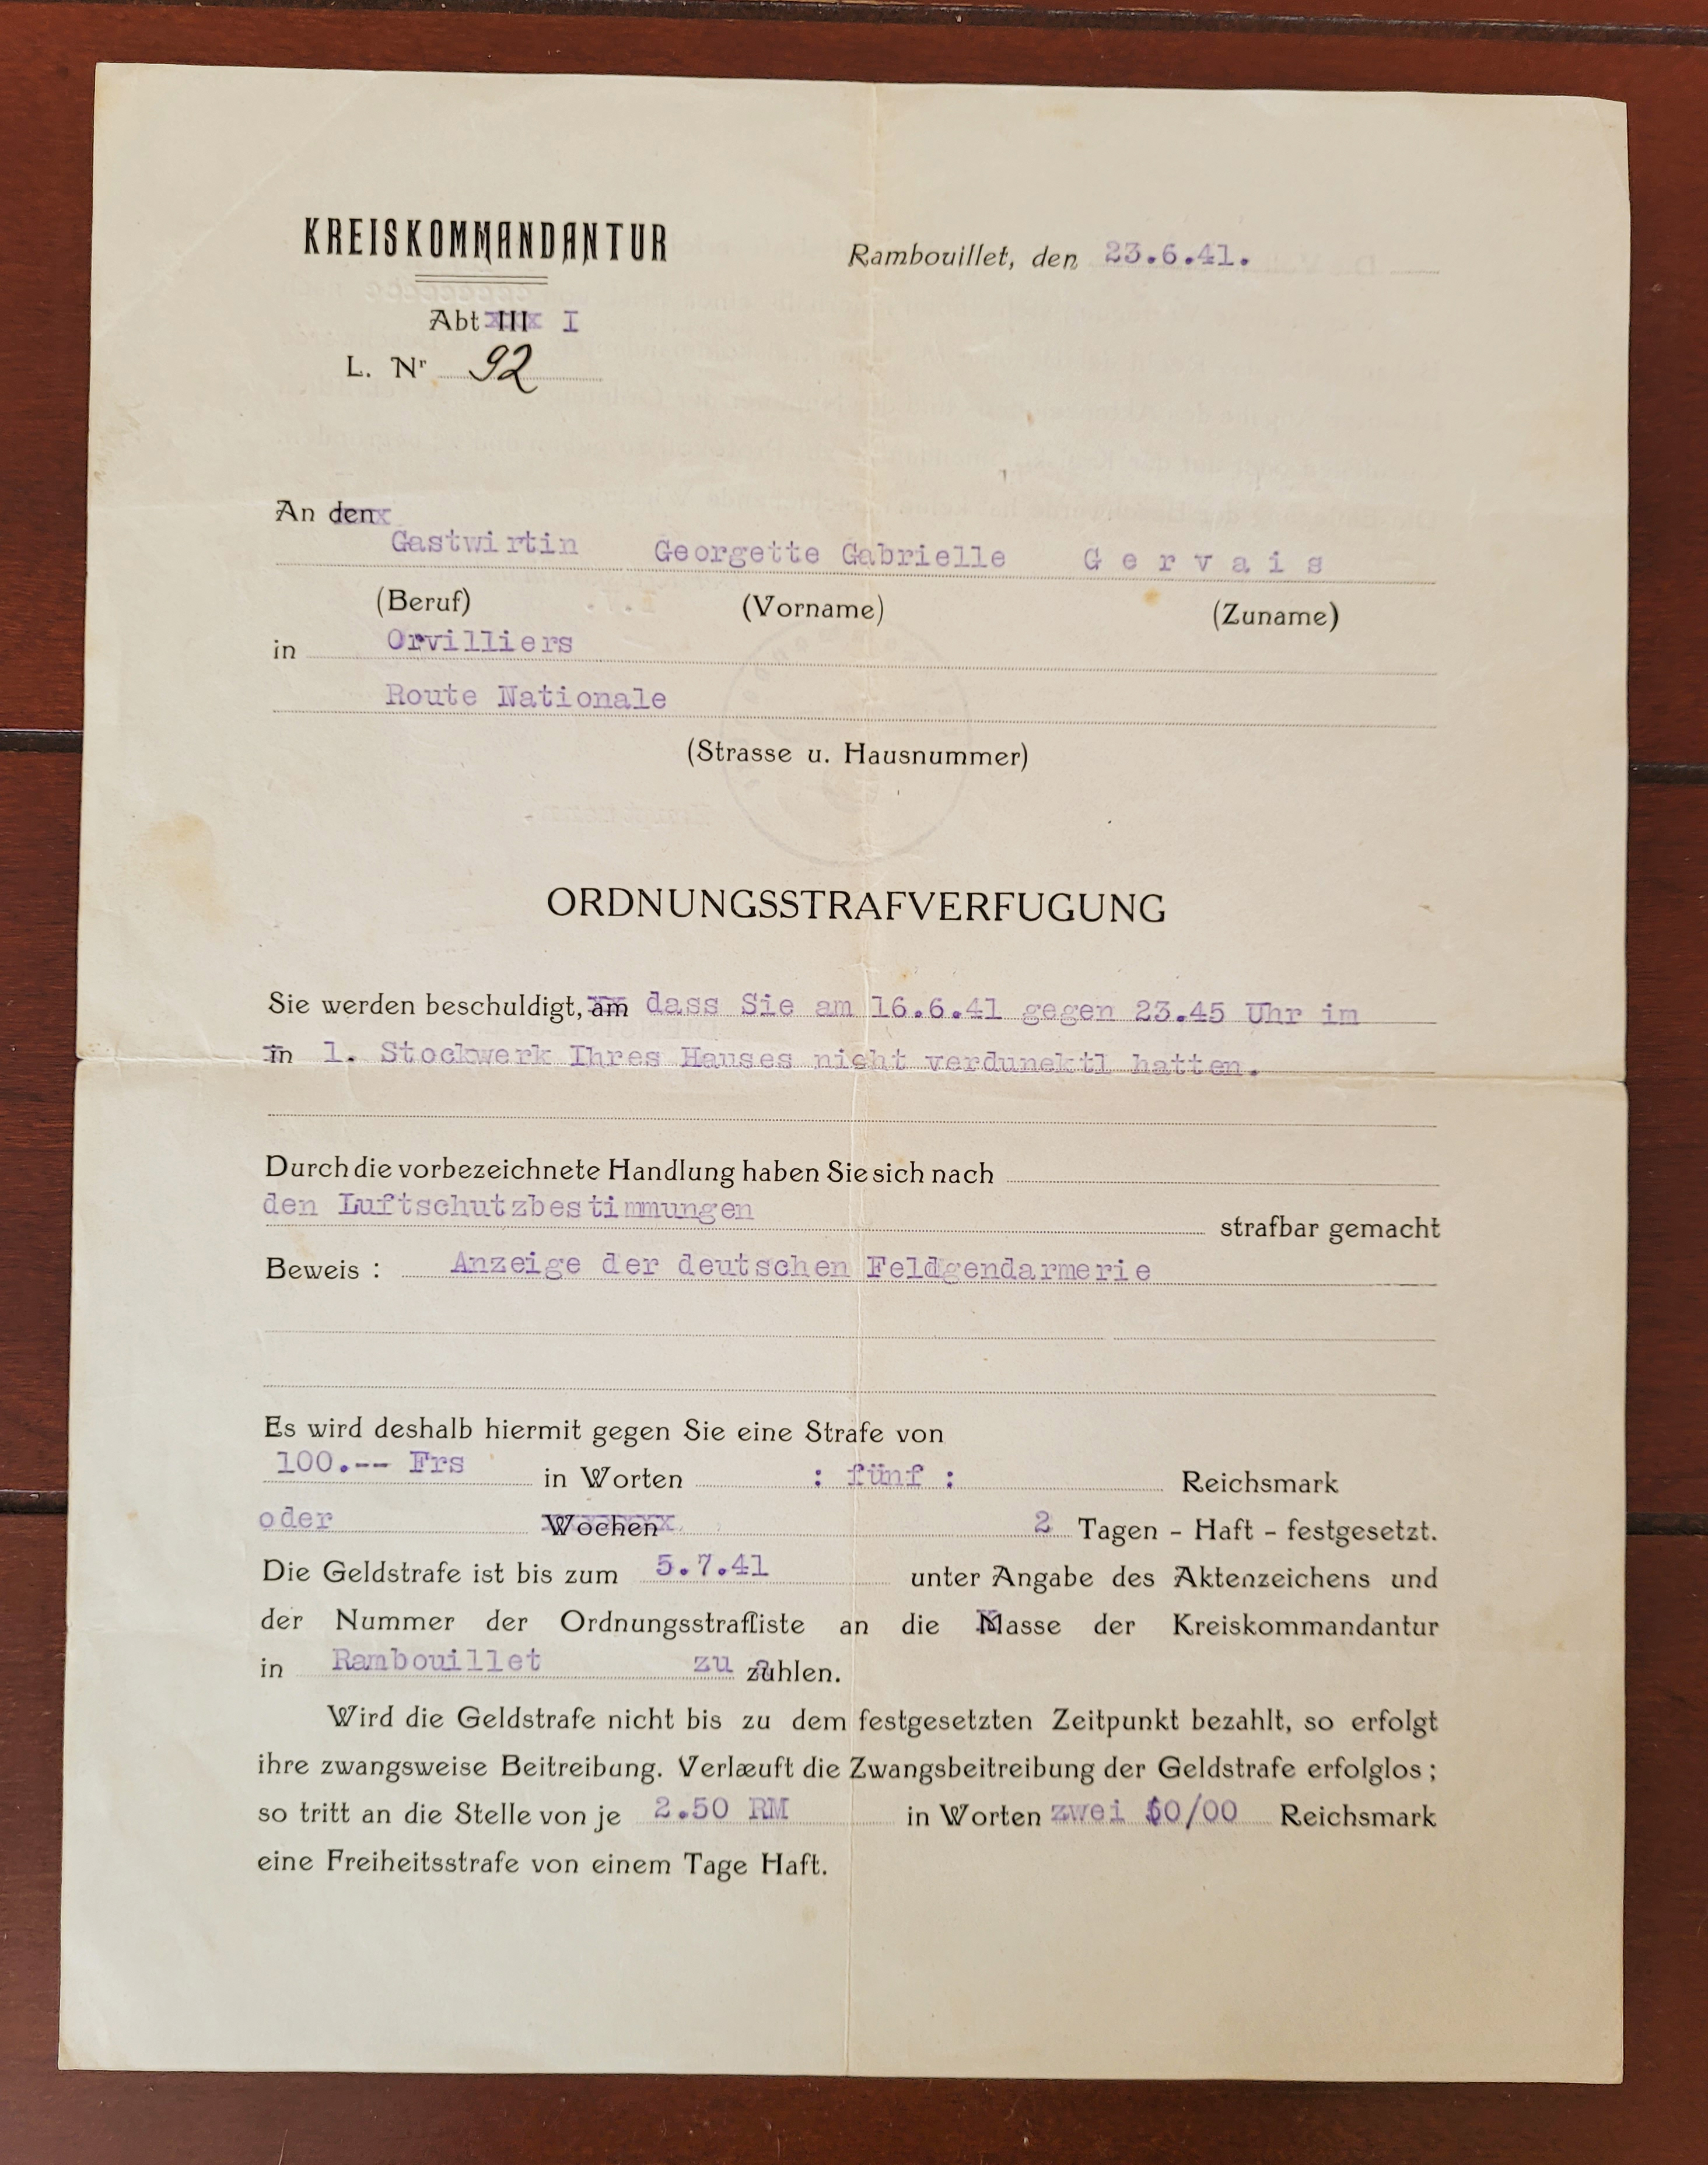 KREISKOMMANDANTUR
Rambouillet, den 23.6.41.
Abt III I
L. Nr 92
An den
Gastwirtin Georgette Gabrielle Gervais
(Beruf) (Vorname) (Zuname)
in Orvilliers
Route Nationale
(Strasse u. Hausnummer)
ORDNUNGSSTRAFVERFUGUNG
Sie werden beschuldigt, am dass Sie am 16.6.41 gegen 23.45 Uhr im
in 1. Stockwerk Ihres Hauses nicht verdunektl hatten.
Durch die vorbezeichnete Handlung haben Sie sich nach
den Luftschutzbestimmungen strafbar gemacht
Beweis : Anzeige der deutschen Feldgendarmerie
Es wird deshalb hiermit gegen Sie eine Strafe von
100.-- Frs in Worten : fünf : Reichsmark
oder Wochen 2 Tagen - Haft - festgesetzt.
Die Geldstrafe ist bis zum 5.7.41 unter Angabe des Aktenzeichens und
der Nummer der Ordnungsstrafliste an die Kasse der Kreiskommandantur
in Rambouillet zu zahlen.
Wird die Geldstrafe nicht bis zu dem festgesetzten Zeitpunkt bezahlt, so erfolgt
ihre zwangsweise Beitreibung. Verlæuft die Zwangsbeitreibung der Geldstrafe erfolglos ;
so tritt an die Stelle von je 2.50 RM in Worten zwei 50/00 Reichsmark
eine Freiheitsstrafe von einem Tage Haft.